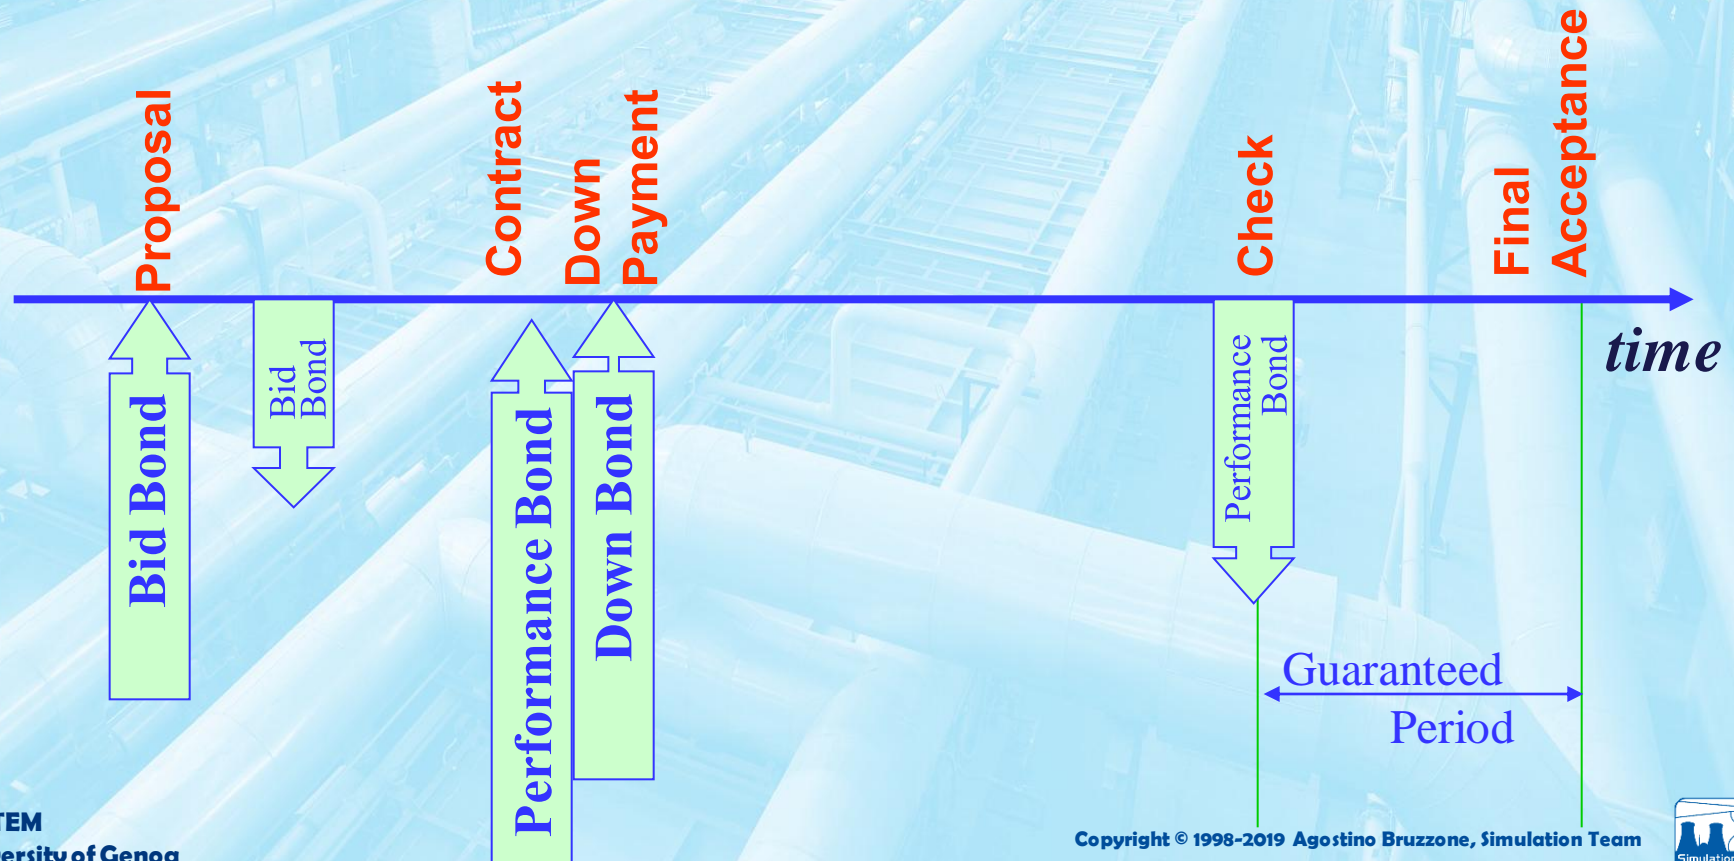 Proposal
Contract
Down
Payment
Check
Final
Acceptance
time
Bid Bond
Bid
Bond
Performance Bond
Down Bond
Performance
Bond
Guaranteed
Period
TEM
ersity of Genoa
Copyright © 1998-2019 Agostino Bruzzone, Simulation Team
Simulation